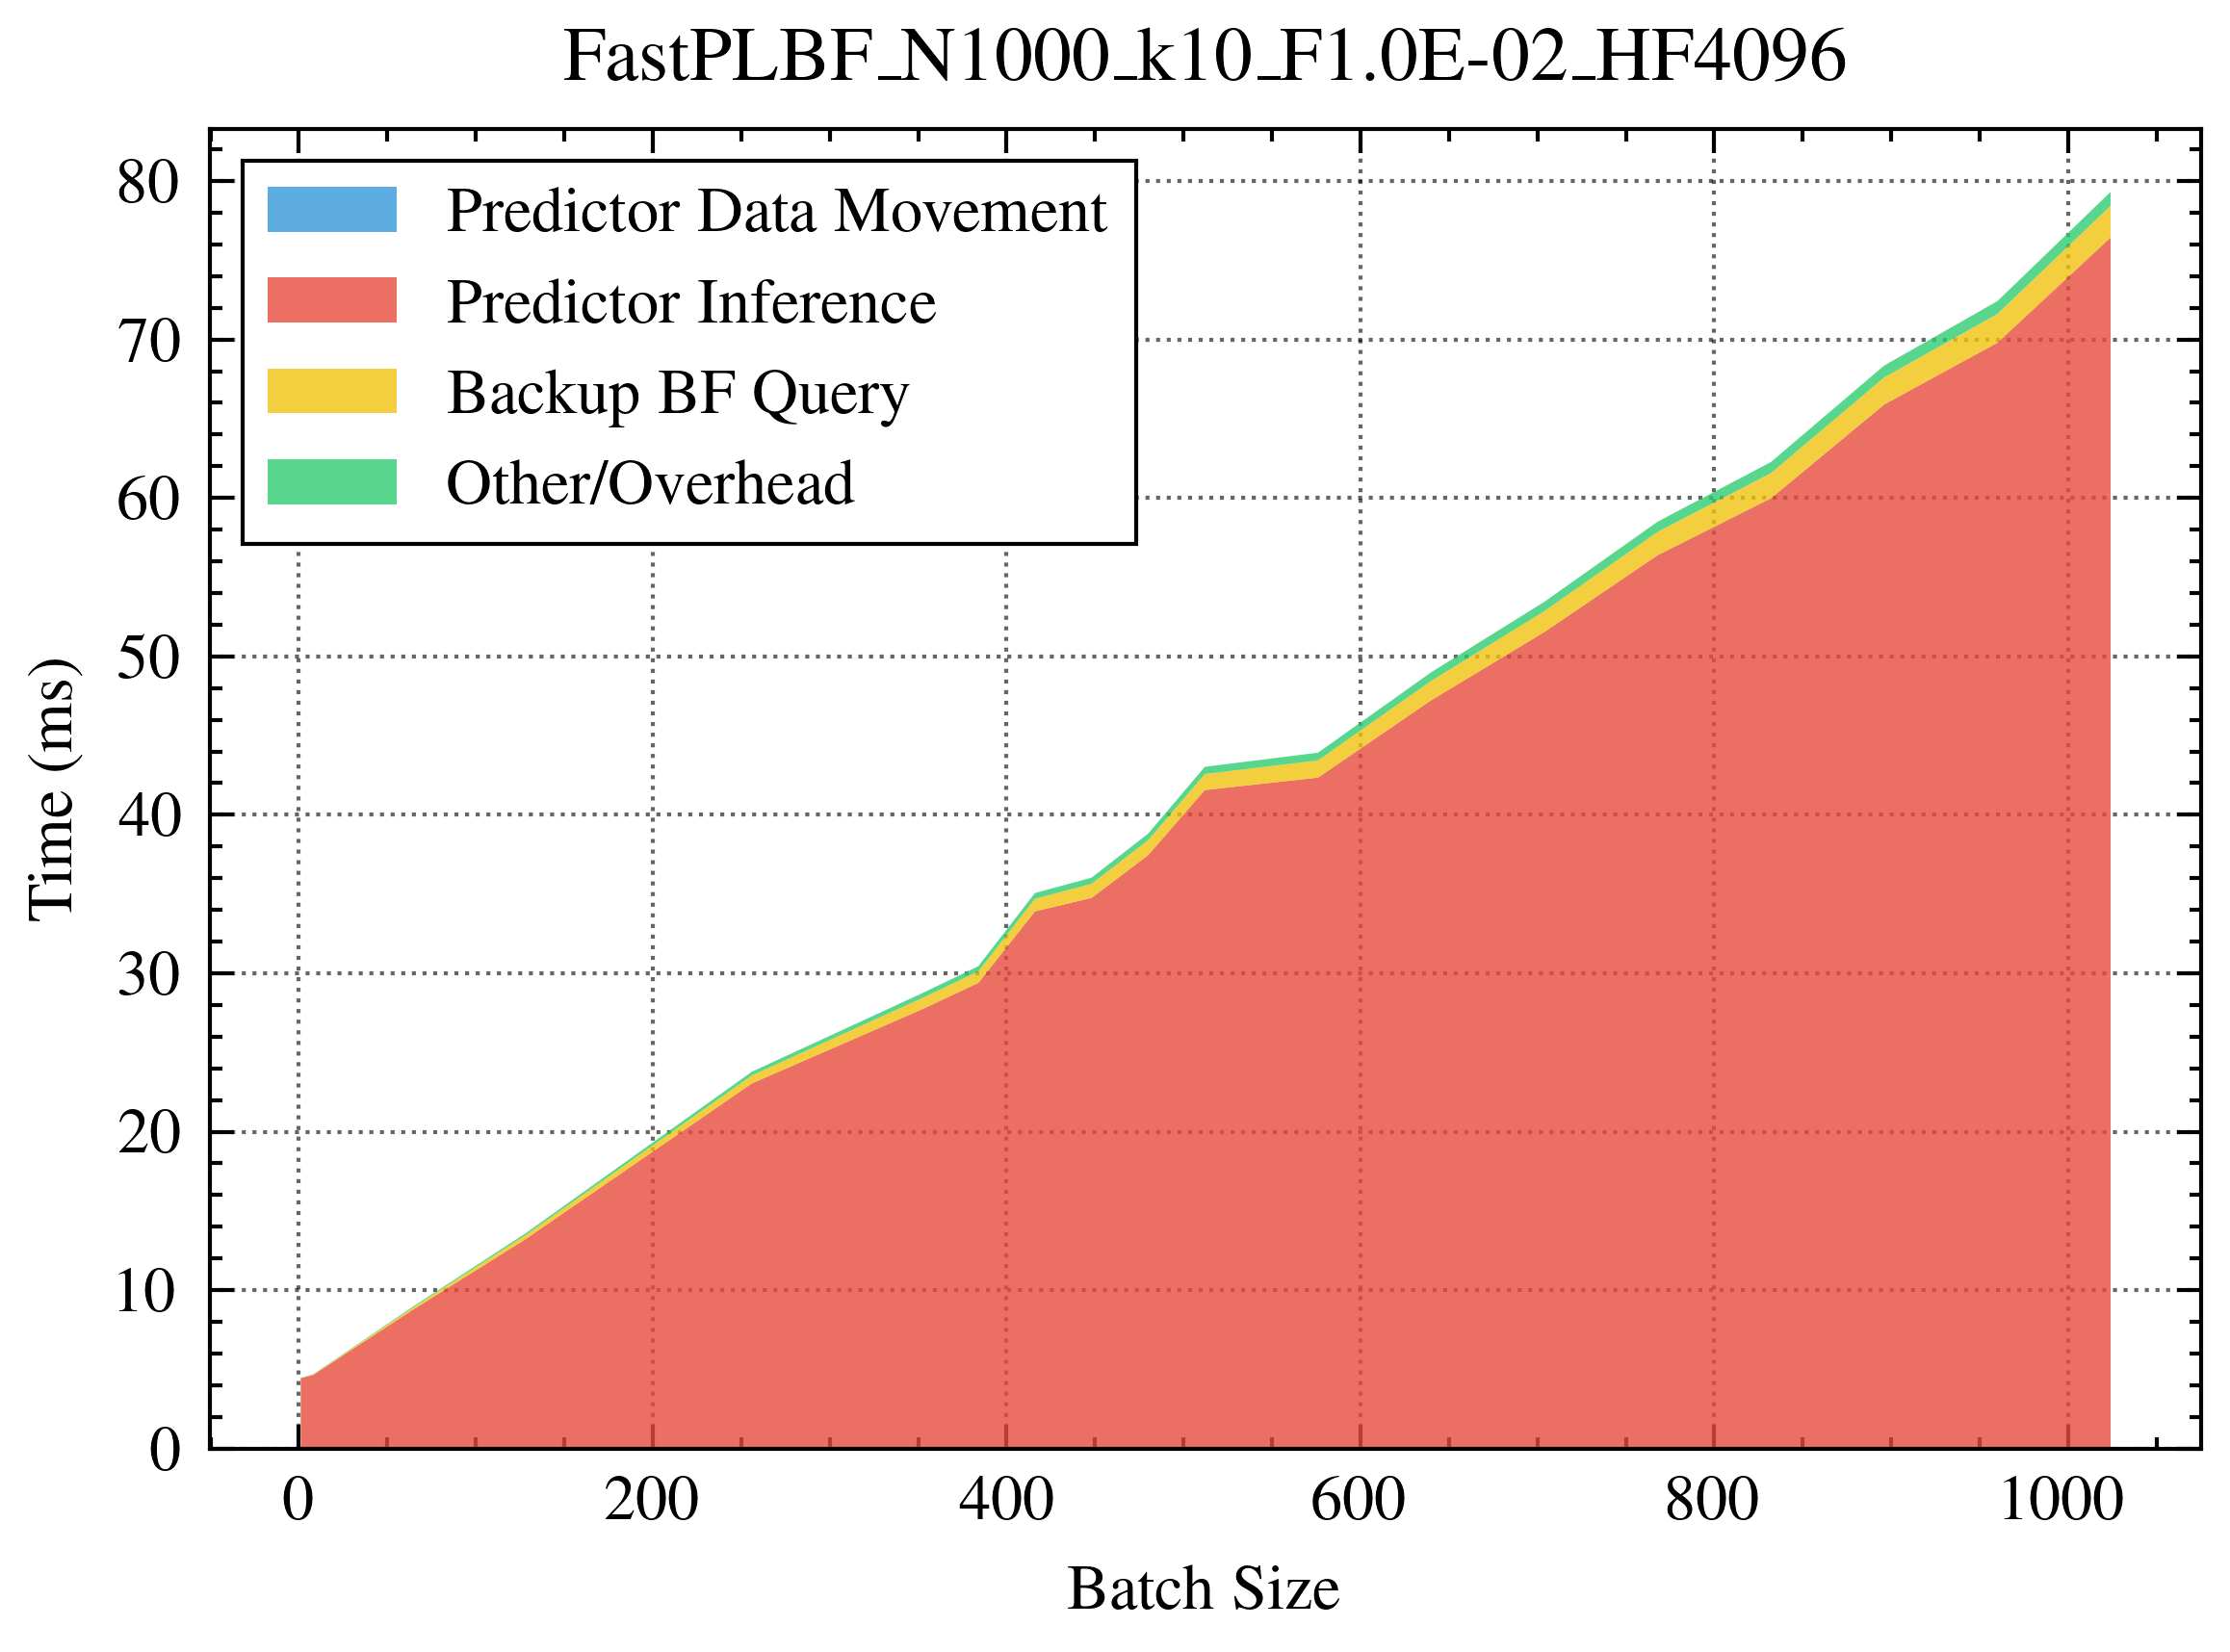 FastPLBF_N1000_k10_F1.0E-02_HF4096
Predictor Data Movement
Predictor Inference
Backup BF Query
Other/Overhead
80
70
60
50
40
30
20
10
0
Time (ms)
0 200 400 600 800 1000
Batch Size